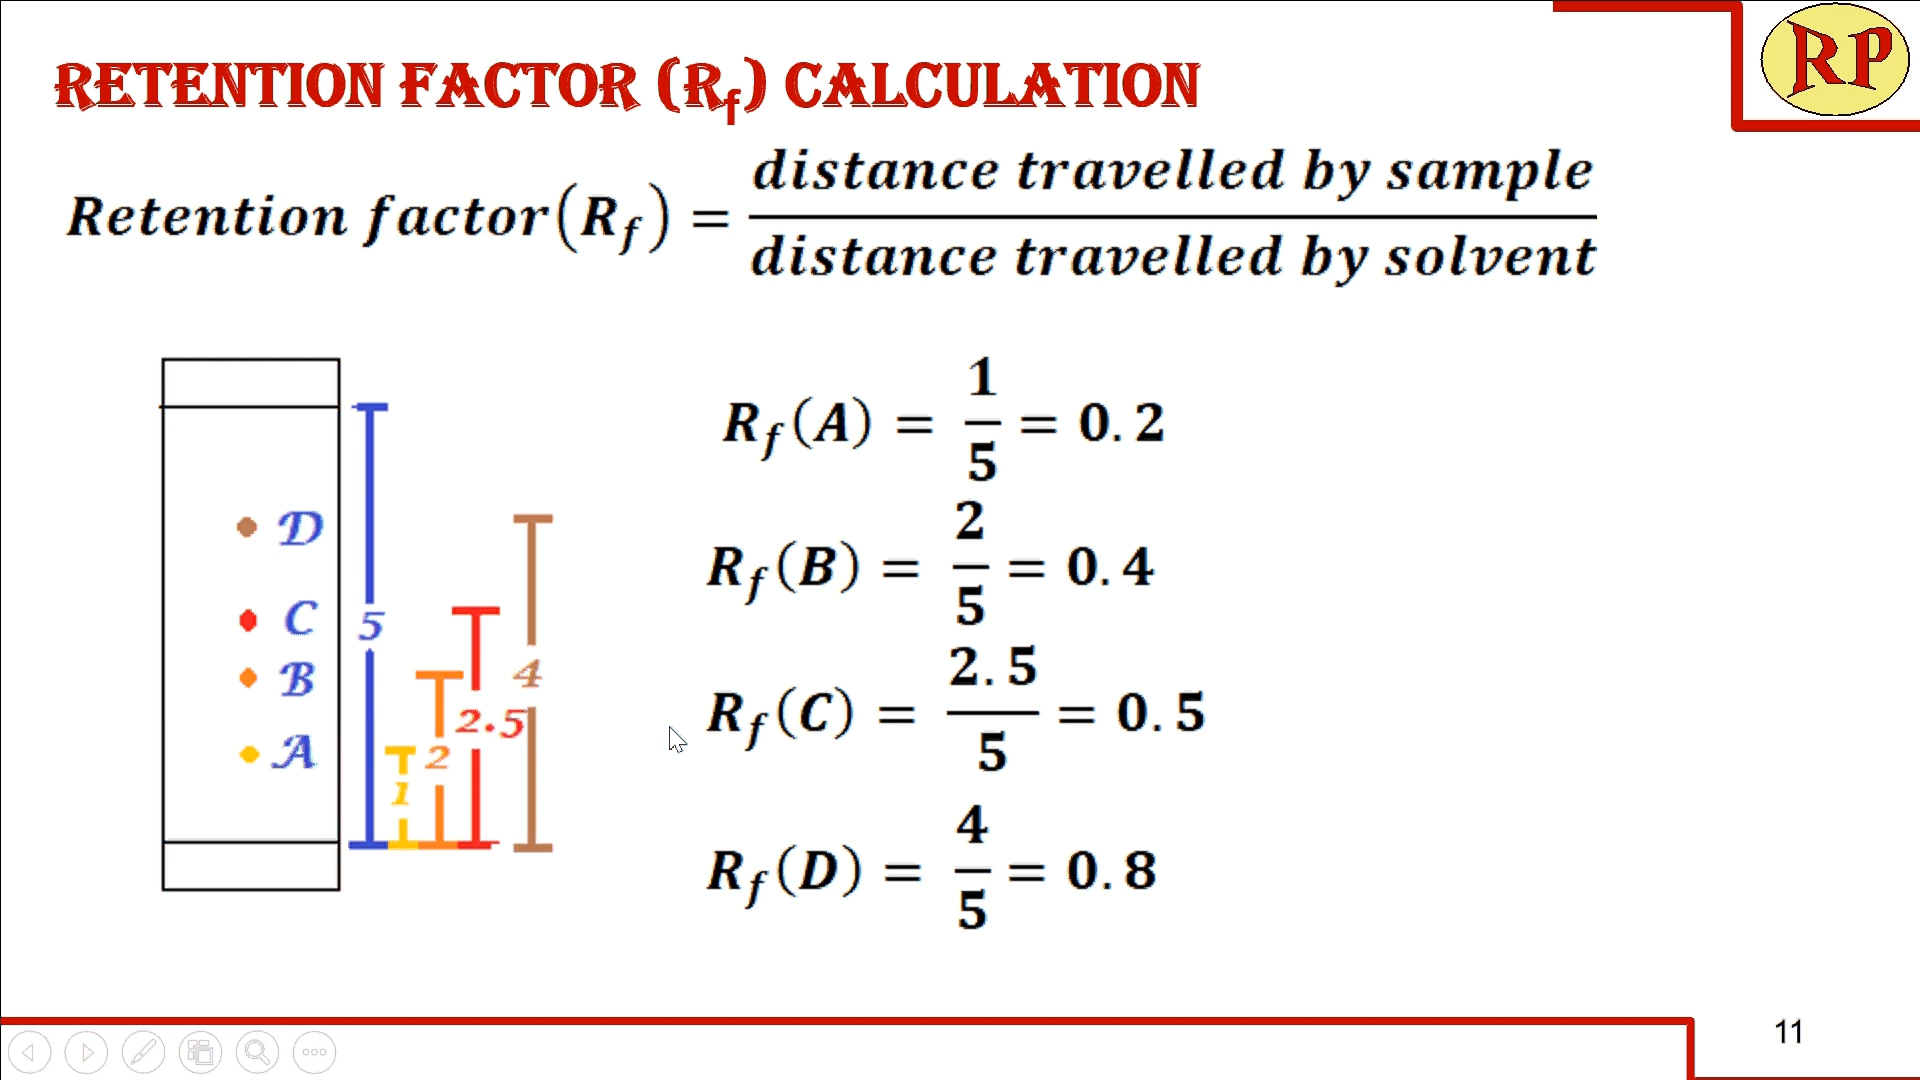 RETENTION FACTOR (Rf) CALCULATION
RP
Retention factor(Rf) = distance travelled by sample / distance travelled by solvent
Rf(A) = 1/5 = 0.2
Rf(B) = 2/5 = 0.4
Rf(C) = 2.5/5 = 0.5
Rf(D) = 4/5 = 0.8
D
C
B
A
5
1
2
2.5
4
11